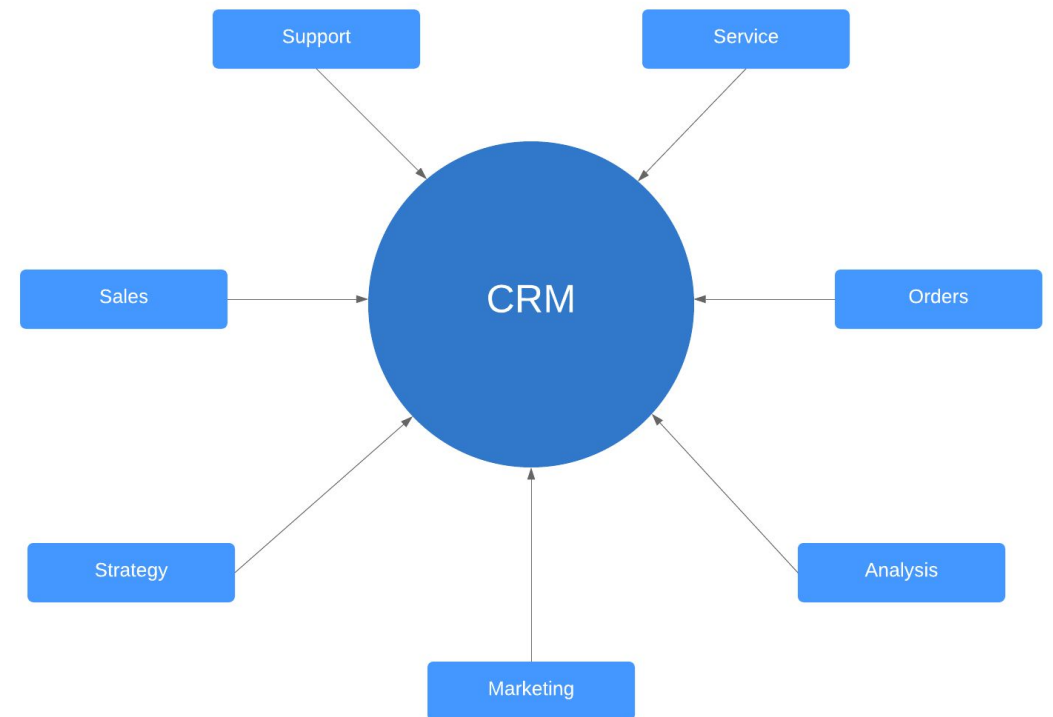 Support
Service
CRM
Sales
Orders
Strategy
Analysis
Marketing